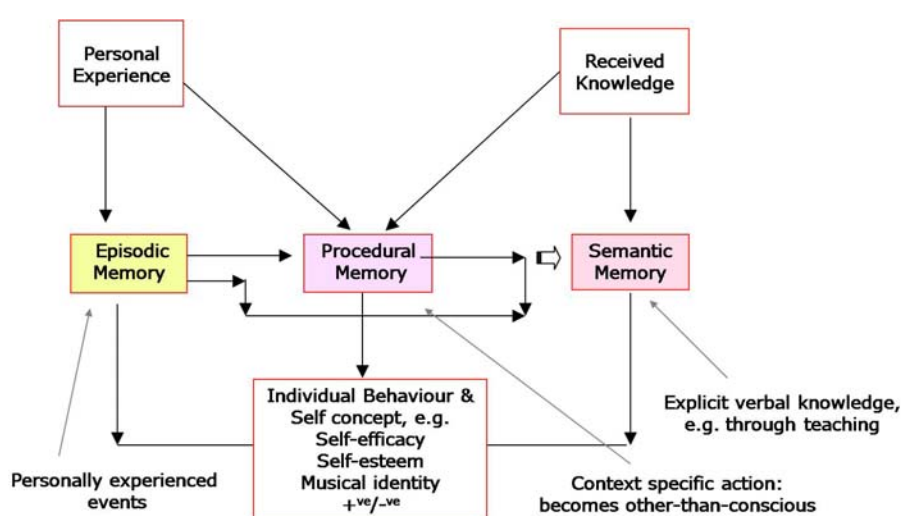 Personal
Experience
Received
Knowledge
Episodic
Memory
Procedural
Memory
Semantic
Memory
Individual Behaviour &
Self concept, e.g.
Self-efficacy
Self-esteem
Musical identity
+ve/-ve
Explicit verbal knowledge,
e.g. through teaching
Personally experienced
events
Context specific action:
becomes other-than-conscious